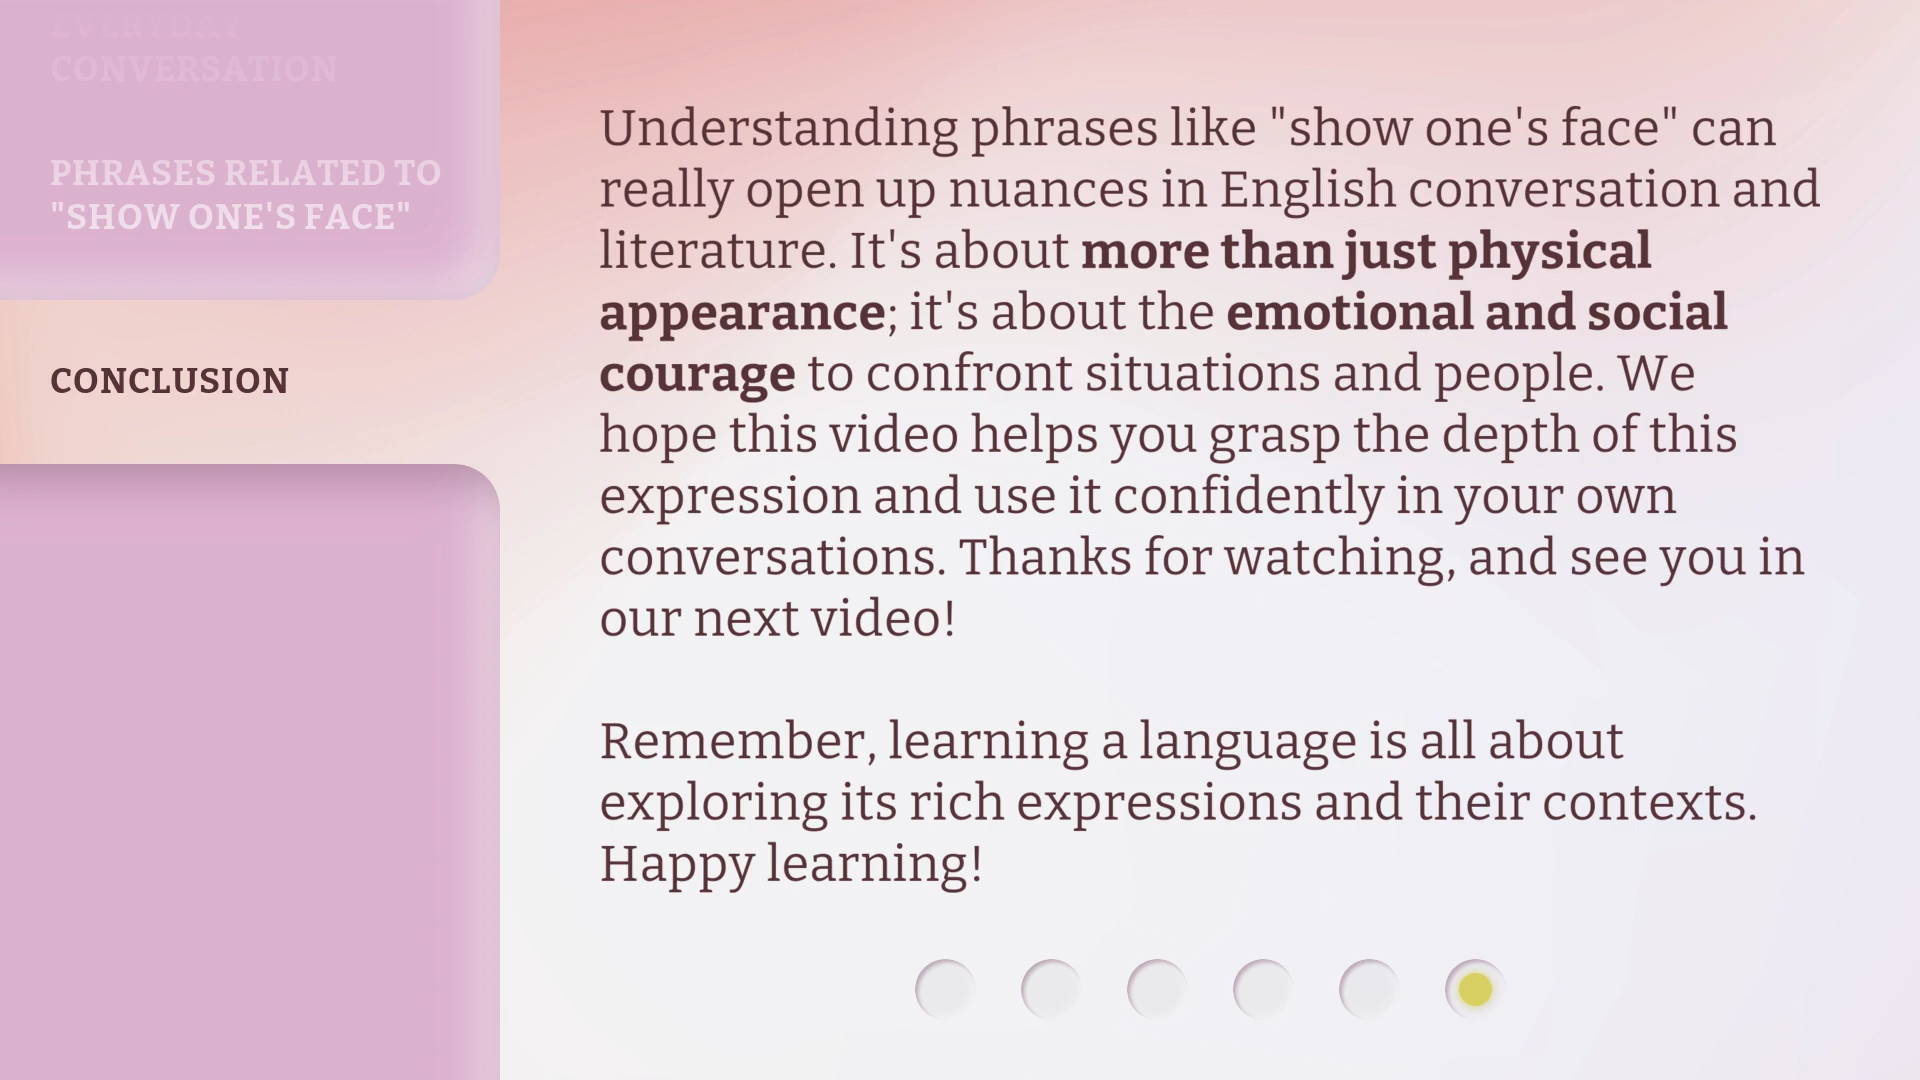 EVERYDAY
CONVERSATION
PHRASES RELATED TO
"SHOW ONE'S FACE"
CONCLUSION
Understanding phrases like "show one's face" can
really open up nuances in English conversation and
literature. It's about more than just physical
appearance; it's about the emotional and social
courage to confront situations and people. We
hope this video helps you grasp the depth of this
expression and use it confidently in your own
conversations. Thanks for watching, and see you in
our next video!
Remember, learning a language is all about
exploring its rich expressions and their contexts.
Happy learning!